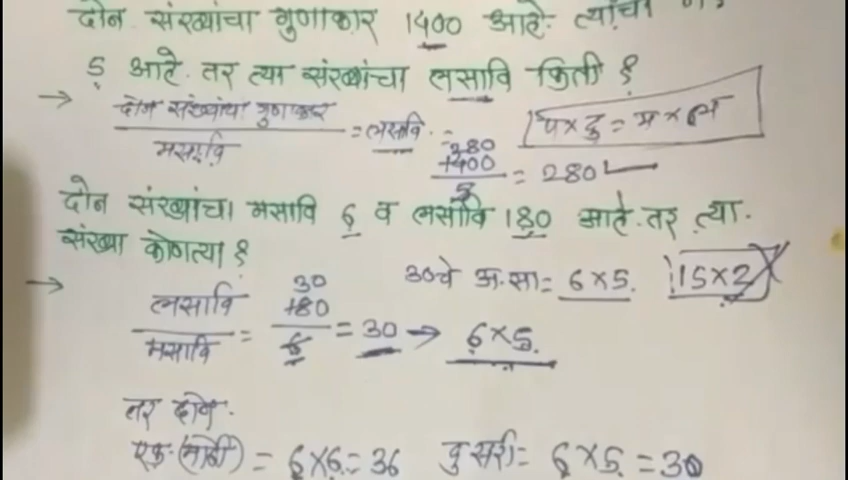 दोन संख्यांचा गुणाकार 1400 आहे. त्यांचा
5 आहे. तर त्या संख्यांचा लसावि किती ?
→ दोन संख्यांचा गुणाकार / मसावि = लसावि. = 280 1400 / 5 = 280 ✓
प × दु = म × ल
दोन संख्यांचा मसावि 6 व लसावि 180 आहे. तर त्या.
संख्या कोणत्या ?
→ लसावि / मसावि = 30 180 / 6 = 30 → 6×5.
30चे अ.सा = 6×5. 15×2
तर दोन.
एक = 6×6 = 36 दुसरी = 6×5 = 30